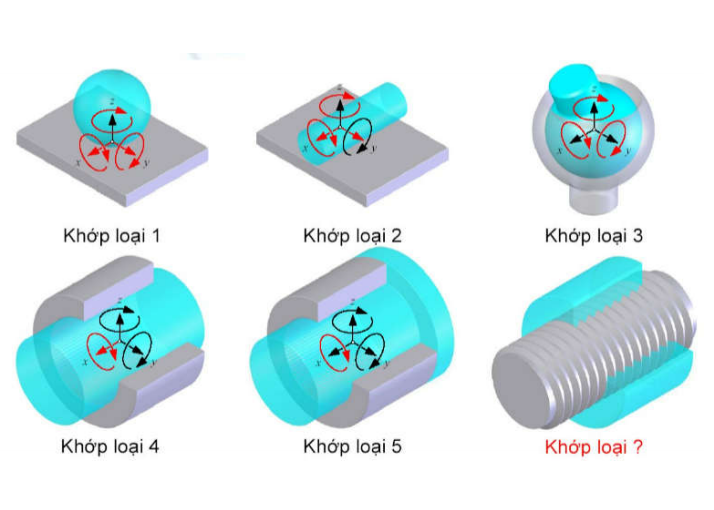 z
x
y
z
x
y
z
x
y
Khớp loại 1
Khớp loại 2
Khớp loại 3
z
x
y
z
x
y
Khớp loại 4
Khớp loại 5
Khớp loại ?